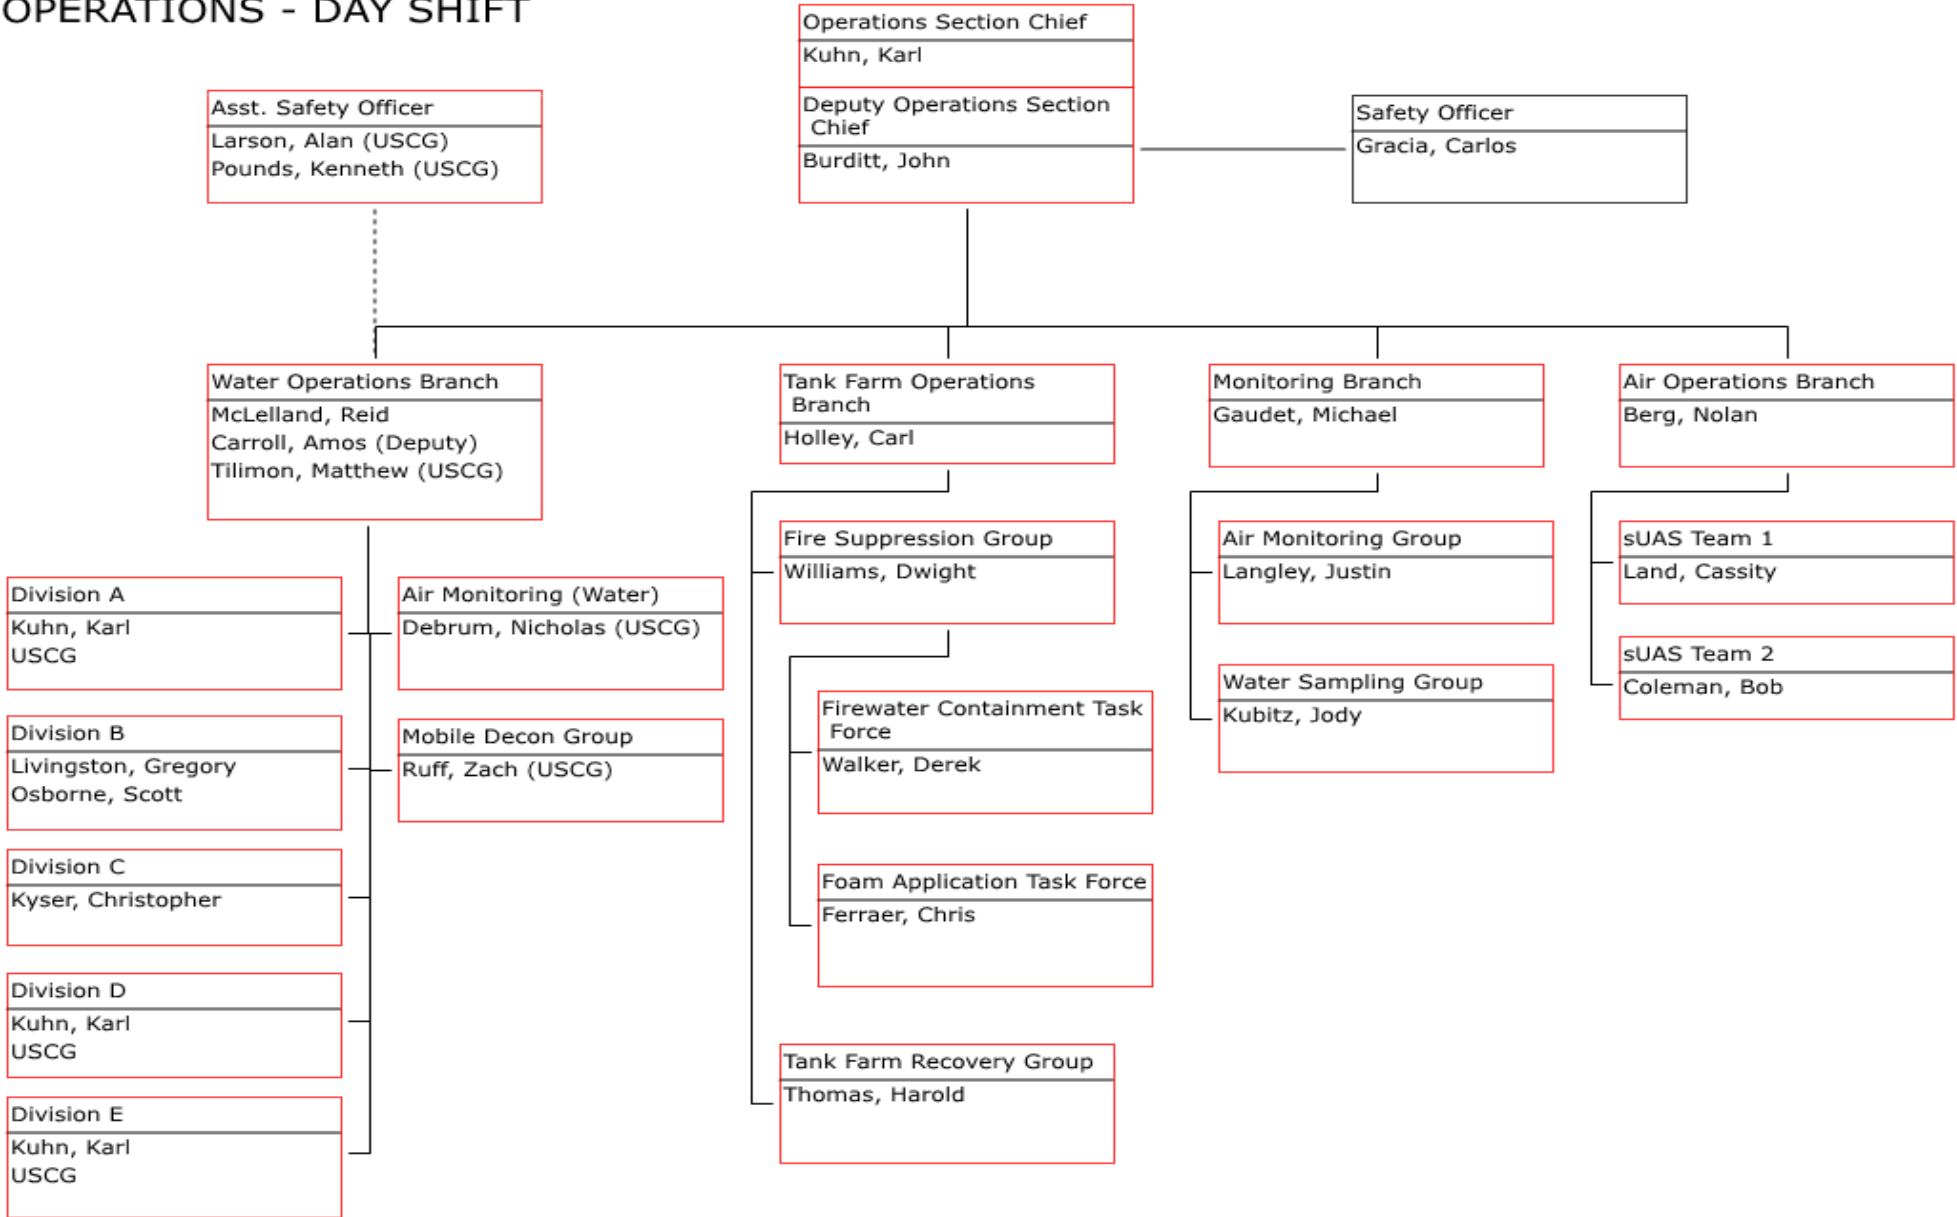 OPERATIONS - DAY SHIFT
Operations Section Chief
Kuhn, Karl
Deputy Operations Section
Chief
Burditt, John
Asst. Safety Officer
Larson, Alan (USCG)
Pounds, Kenneth (USCG)
Safety Officer
Gracia, Carlos
Water Operations Branch
McLelland, Reid
Carroll, Amos (Deputy)
Tilimon, Matthew (USCG)
Tank Farm Operations
Branch
Holley, Carl
Monitoring Branch
Gaudet, Michael
Air Operations Branch
Berg, Nolan
Division A
Kuhn, Karl
USCG
Division B
Livingston, Gregory
Osborne, Scott
Division C
Kyser, Christopher
Division D
Kuhn, Karl
USCG
Division E
Kuhn, Karl
USCG
Air Monitoring (Water)
Debrum, Nicholas (USCG)
Mobile Decon Group
Ruff, Zach (USCG)
Fire Suppression Group
Williams, Dwight
Firewater Containment Task
Force
Walker, Derek
Foam Application Task Force
Ferraer, Chris
Tank Farm Recovery Group
Thomas, Harold
Air Monitoring Group
Langley, Justin
Water Sampling Group
Kubitz, Jody
sUAS Team 1
Land, Cassity
sUAS Team 2
Coleman, Bob